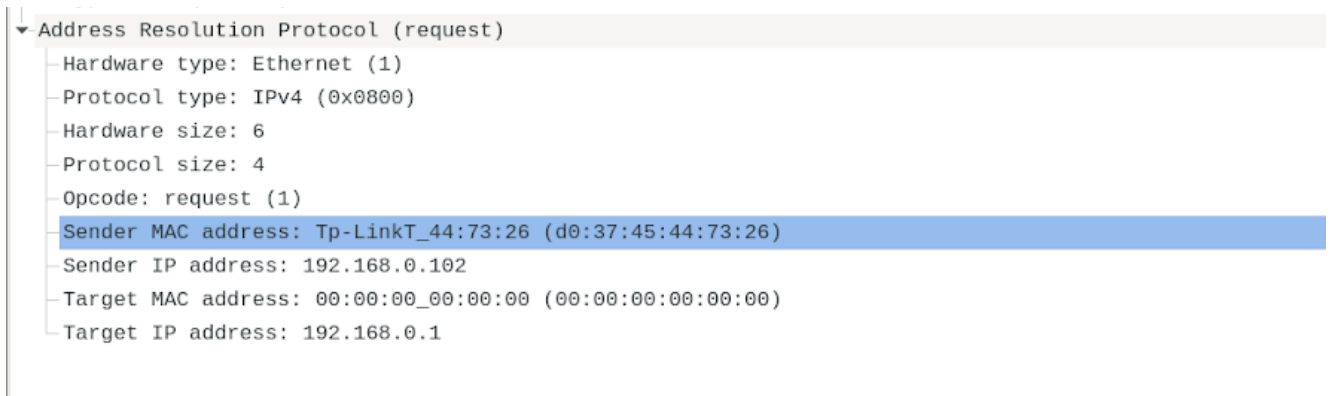 Address Resolution Protocol (request)
Hardware type: Ethernet (1)
Protocol type: IPv4 (0x0800)
Hardware size: 6
Protocol size: 4
Opcode: request (1)
Sender MAC address: Tp-LinkT_44:73:26 (d0:37:45:44:73:26)
Sender IP address: 192.168.0.102
Target MAC address: 00:00:00_00:00:00 (00:00:00:00:00:00)
Target IP address: 192.168.0.1